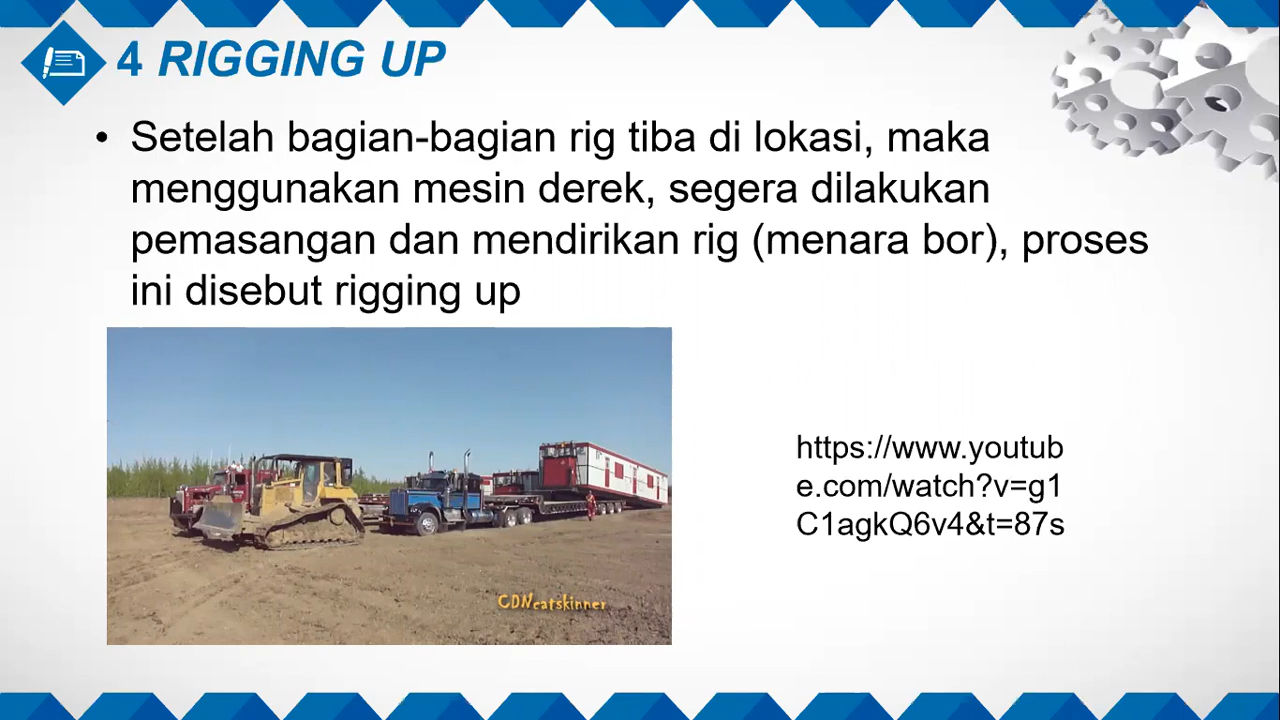 4 RIGGING UP
• Setelah bagian-bagian rig tiba di lokasi, maka
menggunakan mesin derek, segera dilakukan
pemasangan dan mendirikan rig (menara bor), proses
ini disebut rigging up
https://www.youtub
e.com/watch?v=g1
C1agkQ6v4&t=87s
CDNcatskinner